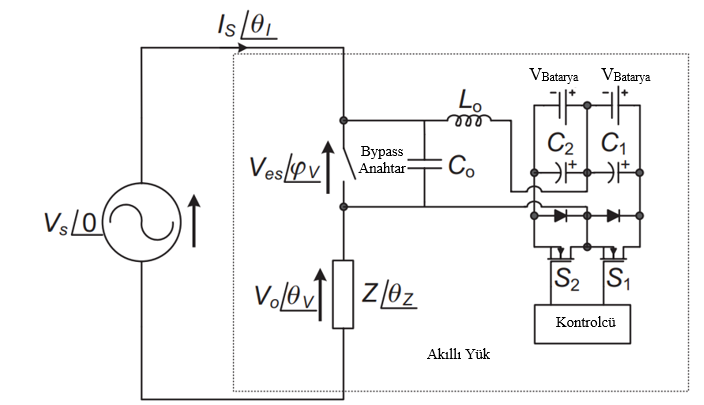 I_S/θ_I
V_Batarya
V_Batarya
- +
- +
L_o
C_2
C_1
+
+
Bypass
Anahtar
V_es/φ_V
C_o
V_s/0
S_2
S_1
V_o/θ_V
Z/θ_Z
Kontrolcü
Akıllı Yük